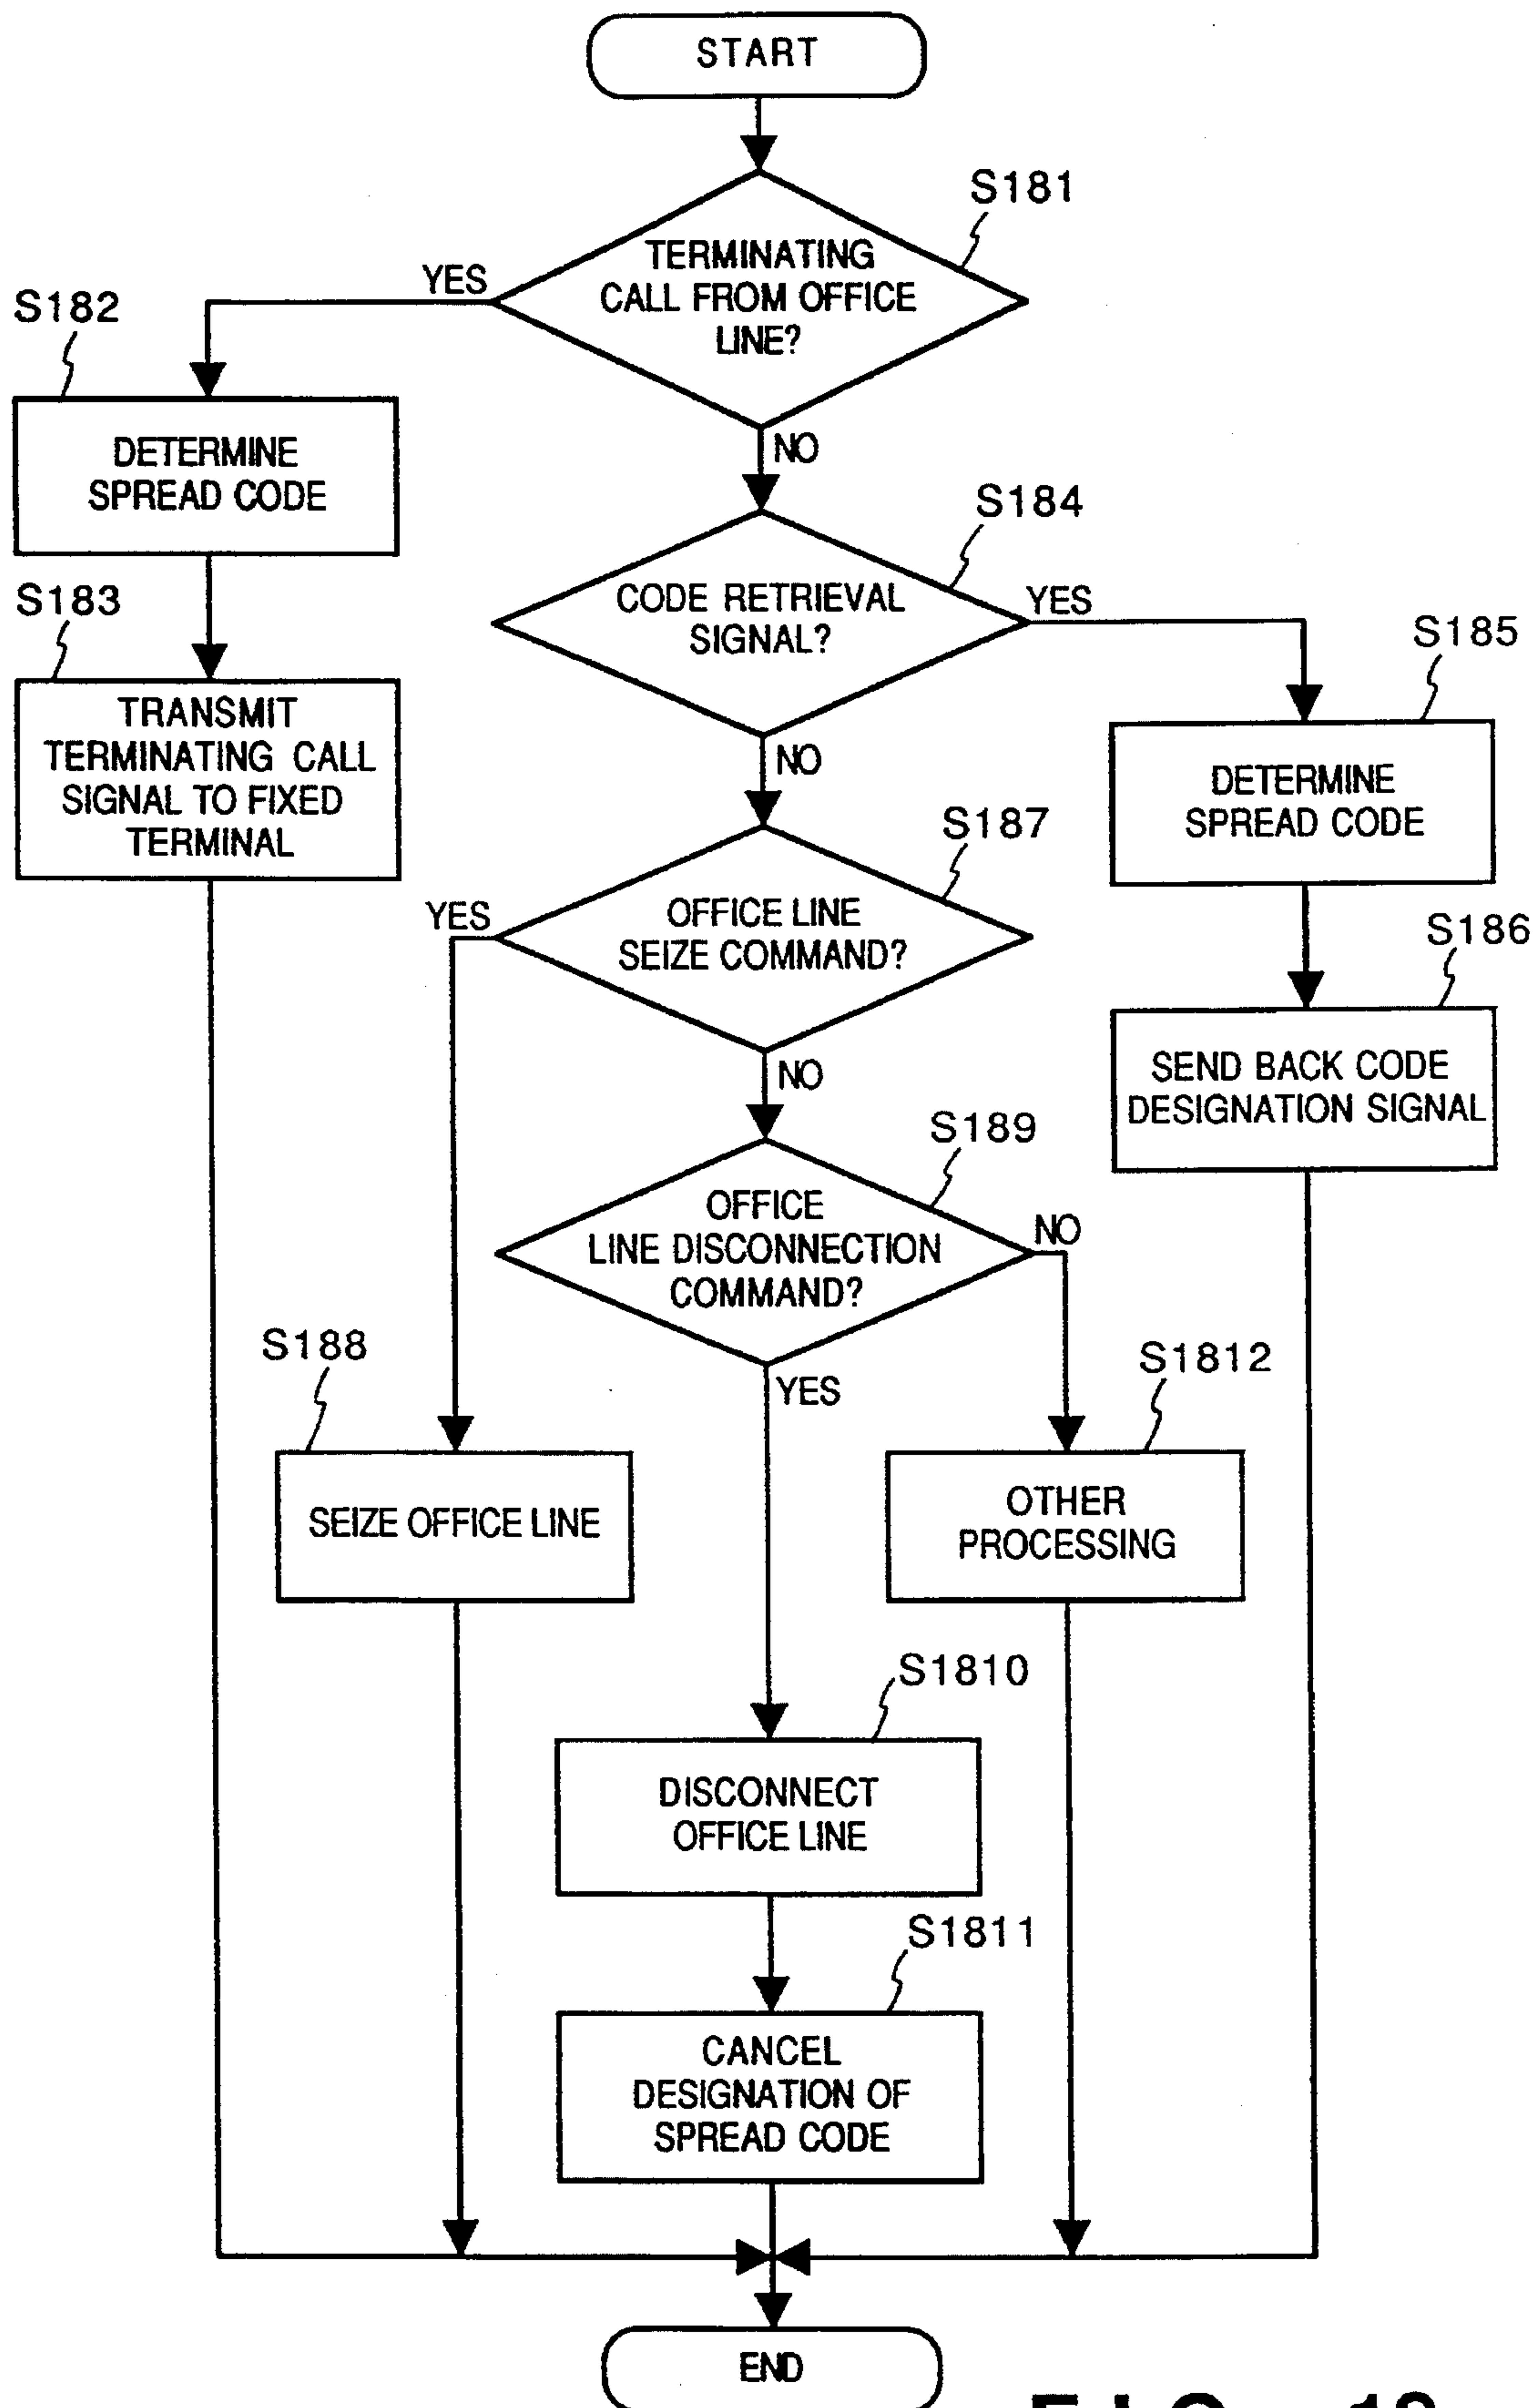 START
S181
TERMINATING
CALL FROM OFFICE
LINE?
YES
NO
S182
DETERMINE
SPREAD CODE
S183
TRANSMIT
TERMINATING CALL
SIGNAL TO FIXED
TERMINAL
S184
CODE RETRIEVAL
SIGNAL?
YES
NO
S185
DETERMINE
SPREAD CODE
S186
SEND BACK CODE
DESIGNATION SIGNAL
S187
OFFICE LINE
SEIZE COMMAND?
YES
NO
S189
OFFICE
LINE DISCONNECTION
COMMAND?
NO
YES
S188
SEIZE OFFICE LINE
S1812
OTHER
PROCESSING
S1810
DISCONNECT
OFFICE LINE
S1811
CANCEL
DESIGNATION OF
SPREAD CODE
END